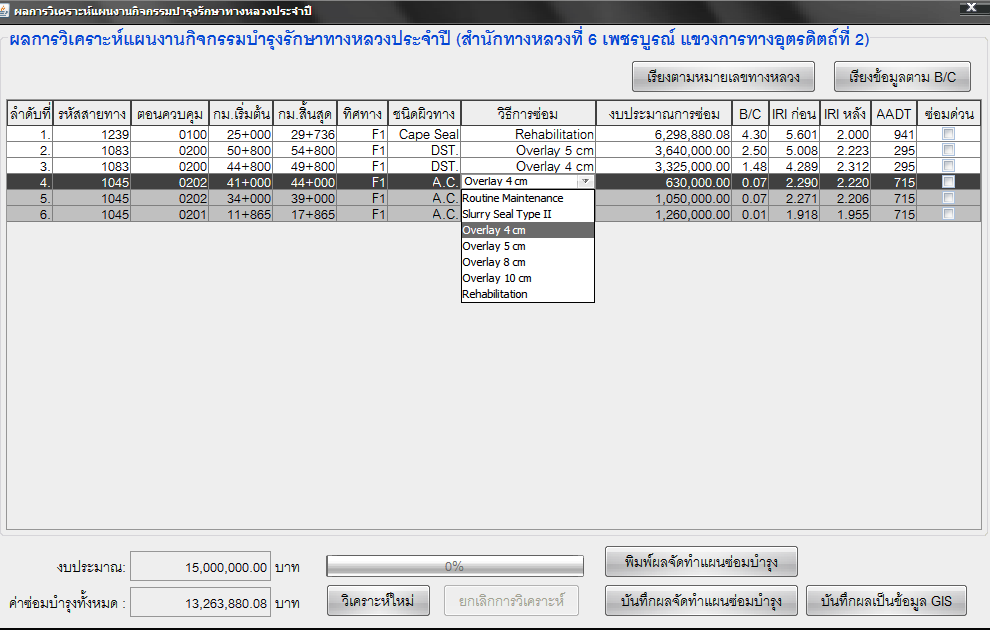 ผลการวิเคราะห์แผนงานกิจกรรมบำรุงรักษาทางหลวงประจำปี
ผลการวิเคราะห์แผนงานกิจกรรมบำรุงรักษาทางหลวงประจำปี (สำนักทางหลวงที่ 6 เพชรบูรณ์ แขวงการทางอุตรดิตถ์ที่ 2)
เรียงตามหมายเลขทางหลวง เรียงข้อมูลตาม B/C
ลำดับที่ รหัสสายทาง ตอนควบคุม กม.เริ่มต้น กม.สิ้นสุด ทิศทาง ชนิดผิวทาง วิธีการซ่อม งบประมาณการซ่อม B/C IRI ก่อน IRI หลัง AADT ซ่อมด่วน
1. 1239 0100 25+000 29+736 F1 Cape Seal Rehabilitation 6,298,880.08 4.30 5.601 2.000 941
2. 1083 0200 50+800 54+800 F1 DST. Overlay 5 cm 3,640,000.00 2.50 5.008 2.223 295
3. 1083 0200 44+800 49+800 F1 DST. Overlay 4 cm 3,325,000.00 1.48 4.289 2.312 295
4. 1045 0202 41+000 44+000 F1 A.C. Overlay 4 cm 630,000.00 0.07 2.290 2.220 715
5. 1045 0202 34+000 39+000 F1 A.C. 1,050,000.00 0.07 2.271 2.206 715
6. 1045 0201 11+865 17+865 F1 A.C. 1,260,000.00 0.01 1.918 1.955 715
Routine Maintenance
Slurry Seal Type II
Overlay 4 cm
Overlay 5 cm
Overlay 8 cm
Overlay 10 cm
Rehabilitation
งบประมาณ: 15,000,000.00 บาท 0% พิมพ์ผลจัดทำแผนซ่อมบำรุง
ค่าซ่อมบำรุงทั้งหมด : 13,263,880.08 บาท วิเคราะห์ใหม่ ยกเลิกการวิเคราะห์ บันทึกผลจัดทำแผนซ่อมบำรุง บันทึกผลเป็นข้อมูล GIS